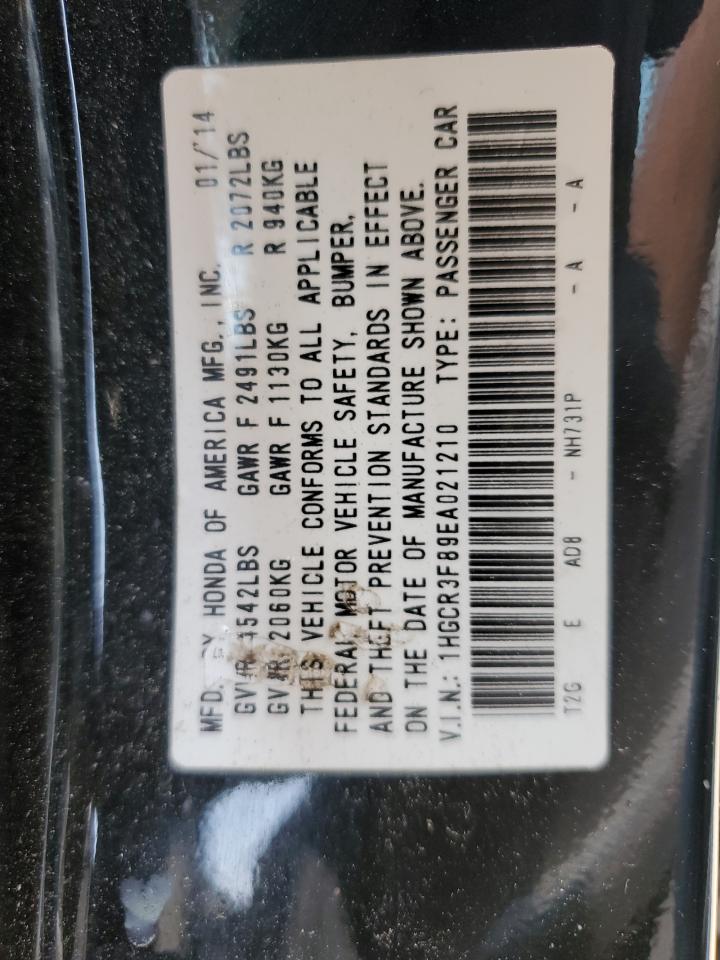 MFD. BY HONDA OF AMERICA MFG., INC. 01/'14
GVWR 4542LBS GAWR F 2491LBS R 2072LBS
GVWR 2060KG GAWR F 1130KG R 940KG
THIS VEHICLE CONFORMS TO ALL APPLICABLE
FEDERAL MOTOR VEHICLE SAFETY, BUMPER,
AND THEFT PREVENTION STANDARDS IN EFFECT
ON THE DATE OF MANUFACTURE SHOWN ABOVE.
V.I.N.: 1HGCR3F89EA021210 TYPE: PASSENGER CAR
T2G E AD8 - NH731P - A - A